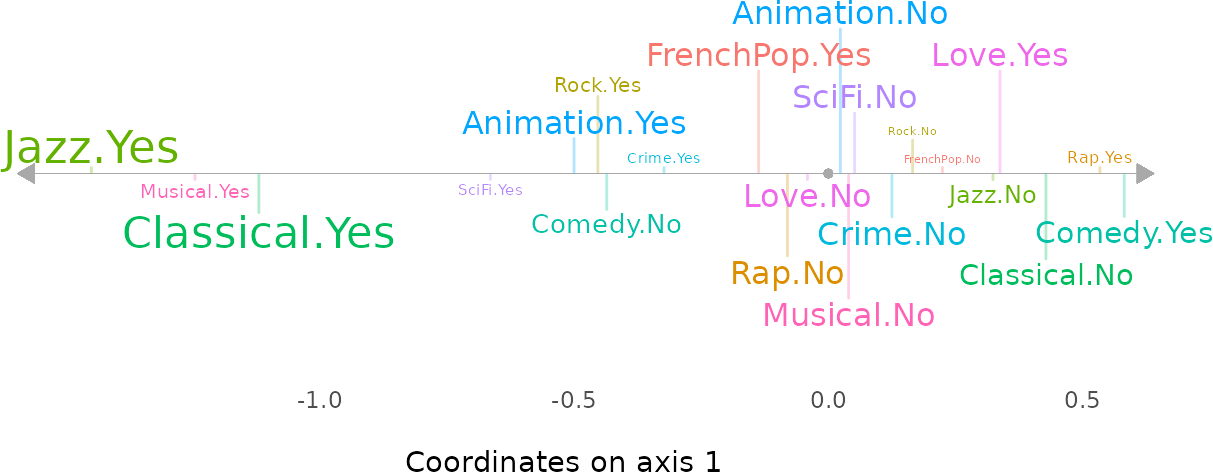 Animation.No
FrenchPop.Yes Love.Yes
Rock.Yes SciFi.No
Animation.Yes Rock.No
Jazz.Yes Crime.Yes FrenchPop.No Rap.Yes
Musical.Yes SciFi.Yes Love.No Jazz.No
Classical.Yes Comedy.No Crime.No Comedy.Yes
Rap.No Classical.No
Musical.No
-1.0 -0.5 0.0 0.5
Coordinates on axis 1